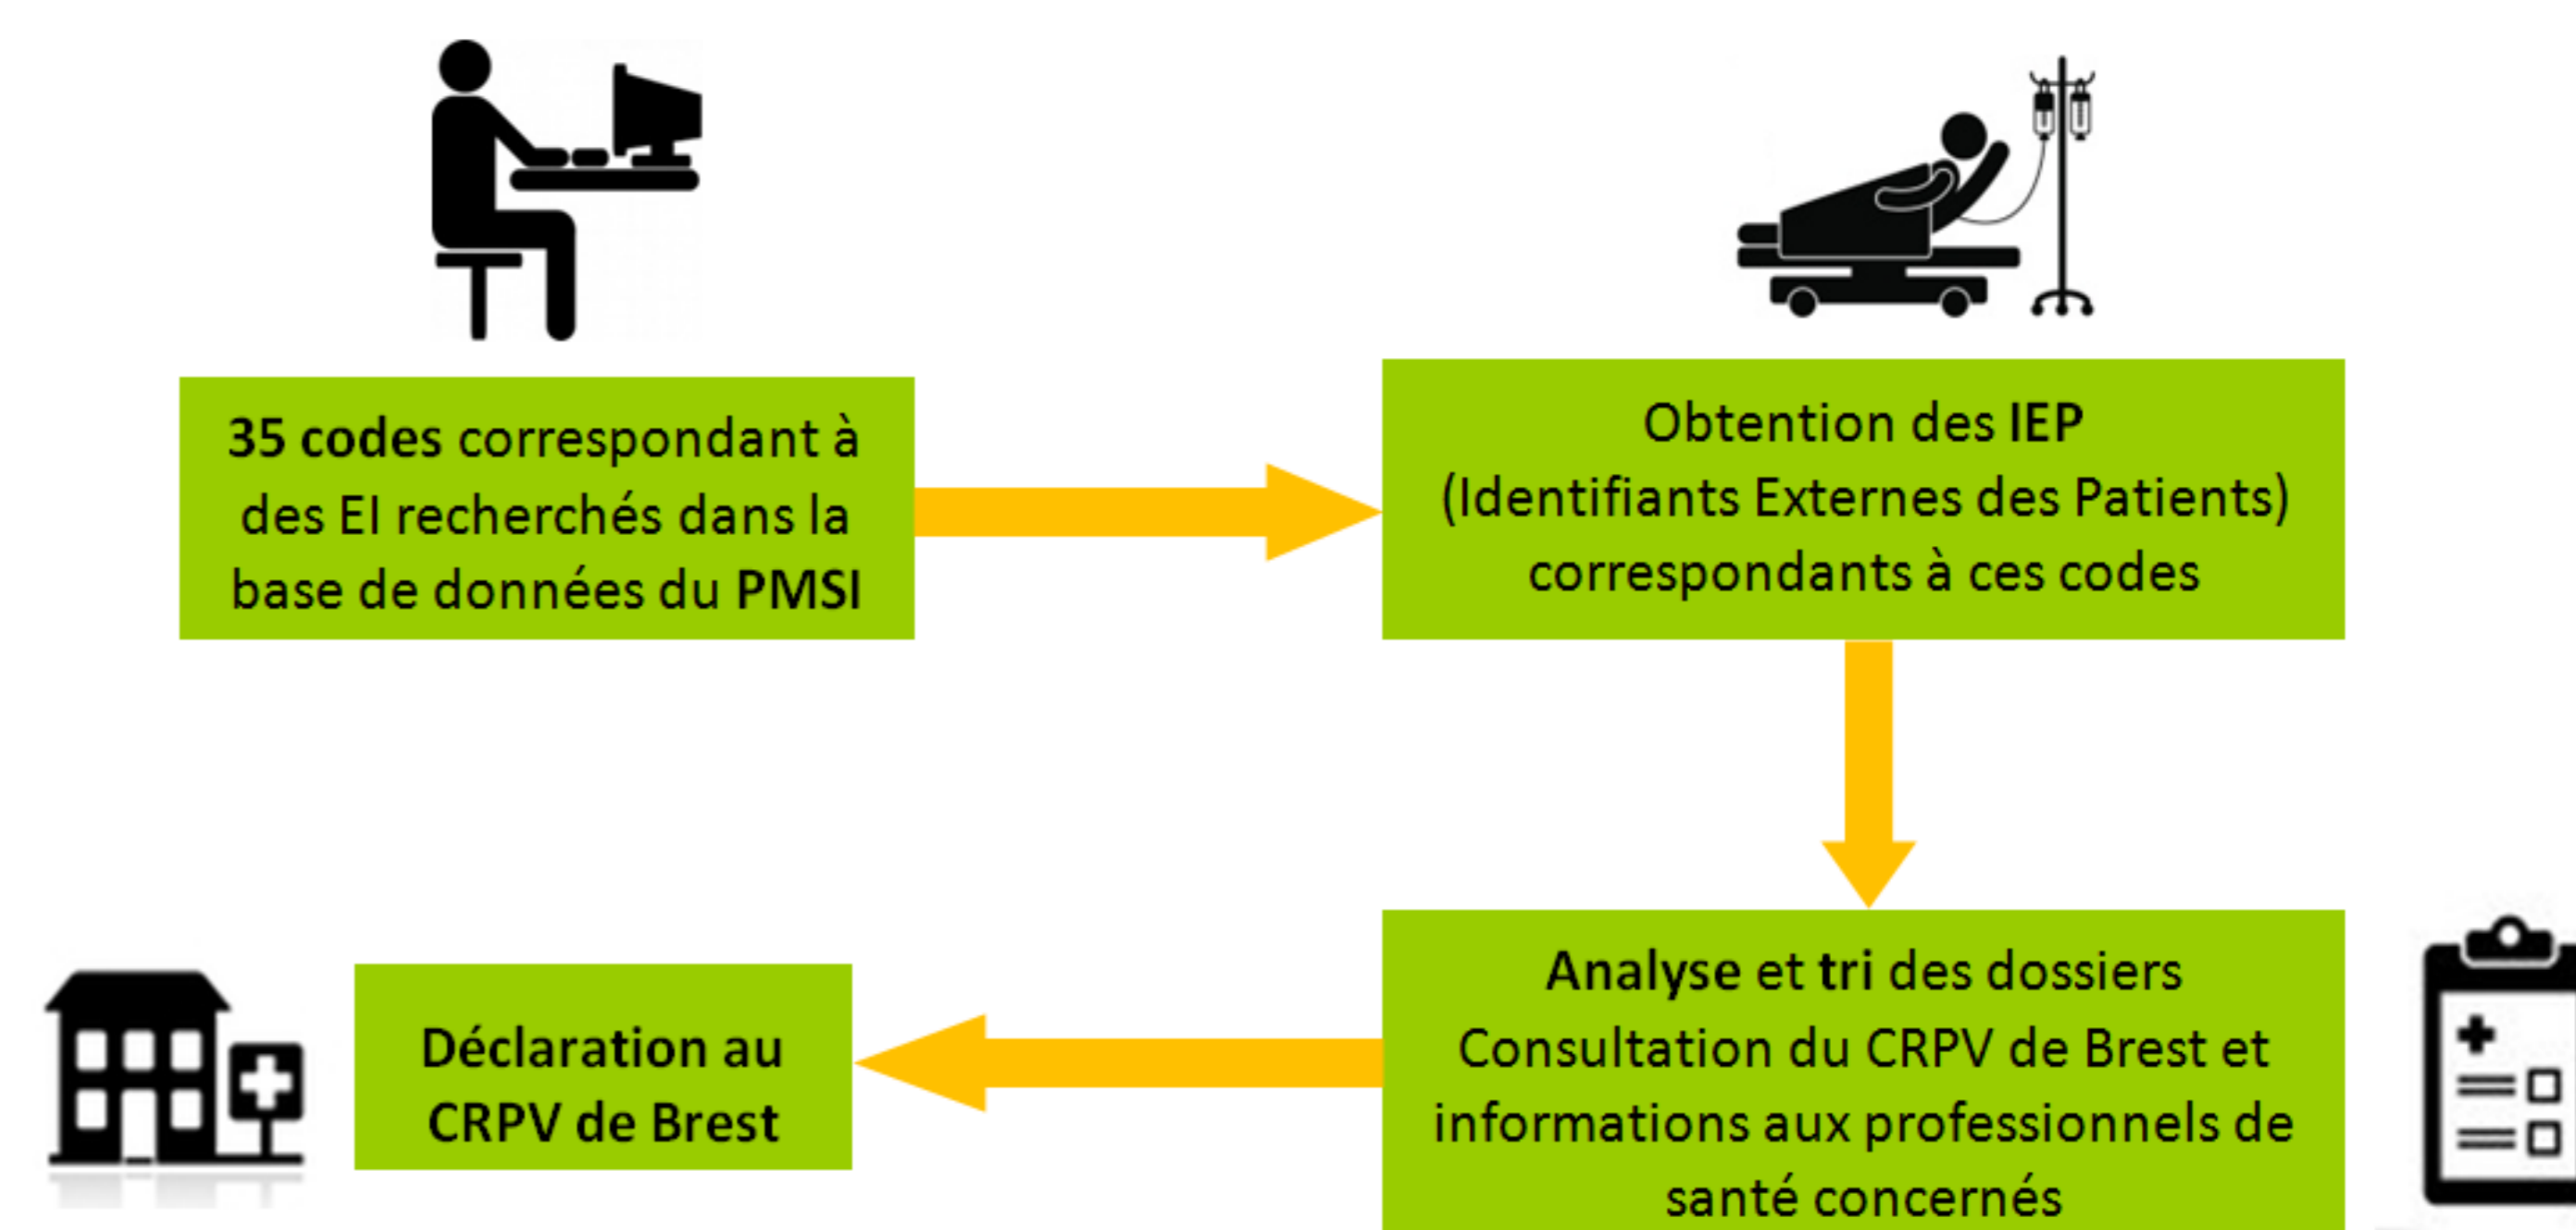 35 codes correspondant à
des EI recherchés dans la
base de données du PMSI
Obtention des IEP
(Identifiants Externes des Patients)
correspondants à ces codes
Analyse et tri des dossiers
Consultation du CRPV de Brest et
informations aux professionnels de
santé concernés
Déclaration au
CRPV de Brest